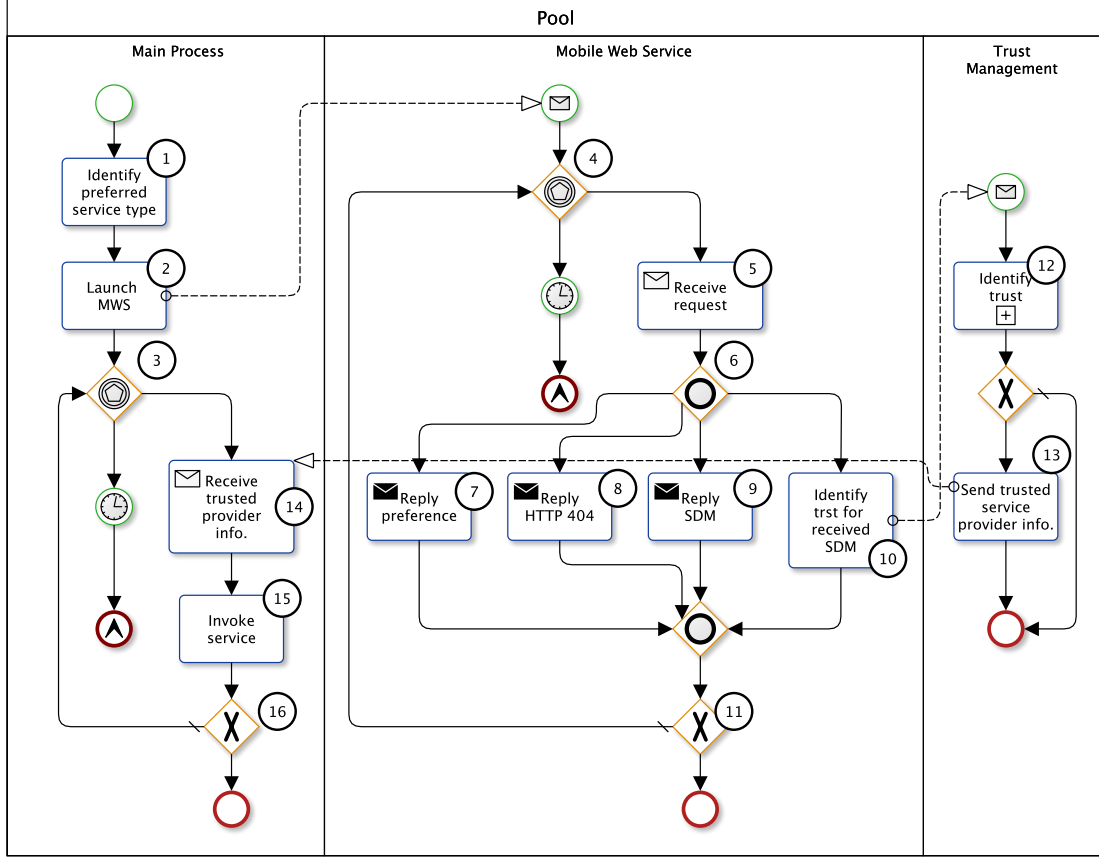 Pool
Main Process
Mobile Web Service
Trust
Management
1
Identify
preferred
service type
2
Launch
MWS
3
Receive
trusted
provider
info.
14
15
Invoke
service
16
4
5
Receive
request
6
Reply
preference
7
Reply
HTTP 404
8
Reply
SDM
9
Identify
trst for
received
SDM
10
11
12
Identify
trust
13
Send trusted
service
provider info.